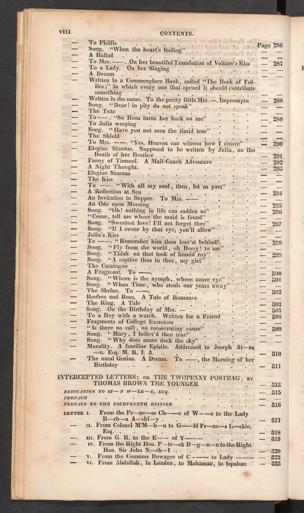 viii CONTENTS.
— To Phillis Page 286
— Song. "When the heart's feeling" —
— A Ballad —
— To Mrs. ——. On her beautiful Translation of Voiture's Kiss — 287
— To a Lady. On her Singing —
— A Dream —
— Written in a Commonplace Book, called "The Book of Fol-
lies;" in which every one that opened it should contribute
something —
— Written in the same. To the pretty little Mrs. — Impromptu — 288
— Song. "Dear! in pity do not speak" —
— The Tear —
— To ——. "So Rosa turns her back on me" — 289
— To Julia weeping —
— Song. "Have you not seen the timid tear" —
— The Shield —
— To Mrs. ——. "Yes, Heaven can witness how I strove" — 290
— Elegiac Stanzas. Supposed to be written by Julia, on the
Death of her Brother — 291
— Fanny of Timmol. A Mail-Coach Adventure — 292
— A Night Thought. — 293
— Elegiac Stanzas —
— The Kiss —
— To ——. "With all my soul, then, let us part" —
— A Reflection at Sea — 294
— An Invitation to Supper. To Mrs. —— —
— An Ode upon Morning — 295
— Song. "Oh! nothing in life can sadden us" — 296
— "Come, tell me where the maid is found" —
— Song. "Sweetest love! I'll not forget thee" — 297
— Song. "If I swear by that eye, you'll allow" —
— Julia's Kiss —
— To ——. "Remember him thou leav'st behind" — 298
— Song. "Fly from the world, oh Bessy! to me" —
— Song. "Think on that look of humid ray" — 299
— Song. "A captive thus to thee, my girl" —
— The Catalogue —
— A Fragment. To —— — 300
— Song. "Where is the nymph, whose azure eye" — 301
— Song. "When Time, who steals our years away" —
— The Shrine. To ——. — 302
— Reuben and Rose. A Tale of Romance —
— The Ring. A Tale — 303
— Song. On the Birthday of Mrs. —
— To a Boy with a watch. Written for a Friend — 308
— Fragments of College Exercises —
— "Is there no call, no consecrating cause" — 309
— Song. "Mary, I believ'd thee true" —
— Song. "Why does azure deck the sky" —
— Morality. A familiar Epistle. Addressed to Joseph At—ns
—n, Esq. M. R. I. A. — 310
— The natal Genius. A Dream. To ——, the Morning of her
Birthday — 311
INTERCEPTED LETTERS; OR THE TWOPENNY POSTBAG. BY
THOMAS BROWN THE YOUNGER 313
DEDICATION TO ST—N W—LR—E, ESQ. — 315
PREFACE —
PREFACE TO THE FOURTEENTH EDITION — 316
LETTER I. From the Pr—nc—ss Ch——e of W——s to the Lady
B—rb—a A—shl—y — 317
— II. From Colonel M'M—h—n to G—ld Fr—nc—s L—ckie,
Esq. — 318
— III. From G. R. to the E—— of Y—— — 319
— IV. From the Right Hon. P—tr—ck D—g—n—n to the Right
Hon. Sir John N—ch—l — 320
— V. From the Countess Dowager of C—— to Lady —— — 322
— VI. From Abdallah, in London, to Mohassan, in Ispahan — 323